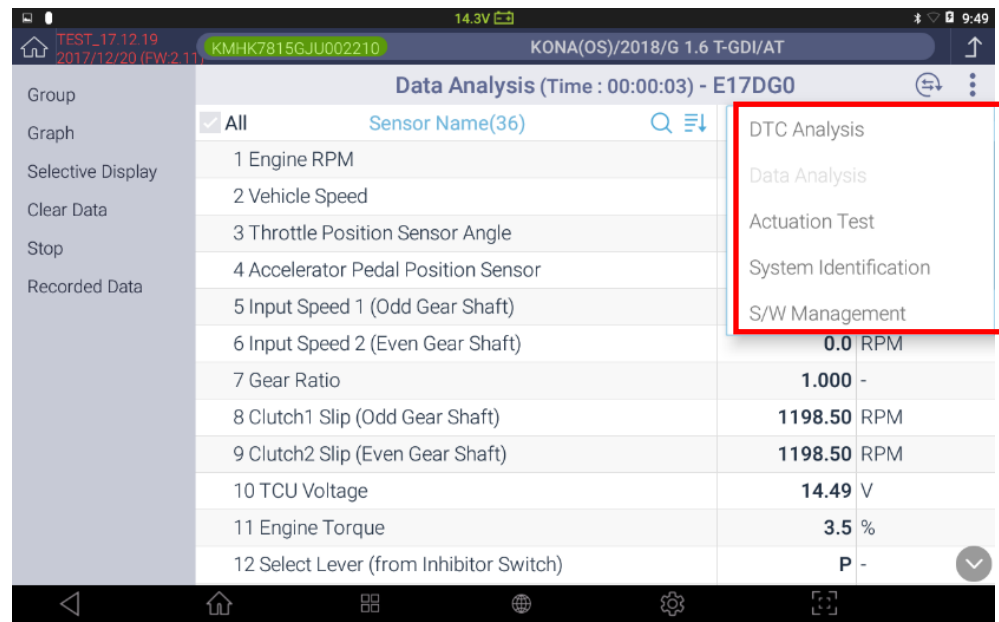 14.3V
9:49
TEST_17.12.19
2017/12/20 (FW:2.11)
KMHK7815GJU002210
KONA(OS)/2018/G 1.6 T-GDI/AT
Data Analysis (Time : 00:00:03) - E17DG0
Group
Graph
Selective Display
Clear Data
Stop
Recorded Data
All
Sensor Name(36)
1 Engine RPM
2 Vehicle Speed
3 Throttle Position Sensor Angle
4 Accelerator Pedal Position Sensor
5 Input Speed 1 (Odd Gear Shaft)
6 Input Speed 2 (Even Gear Shaft) 0.0 RPM
7 Gear Ratio 1.000 -
8 Clutch1 Slip (Odd Gear Shaft) 1198.50 RPM
9 Clutch2 Slip (Even Gear Shaft) 1198.50 RPM
10 TCU Voltage 14.49 V
11 Engine Torque 3.5 %
12 Select Lever (from Inhibitor Switch) P -
DTC Analysis
Data Analysis
Actuation Test
System Identification
S/W Management